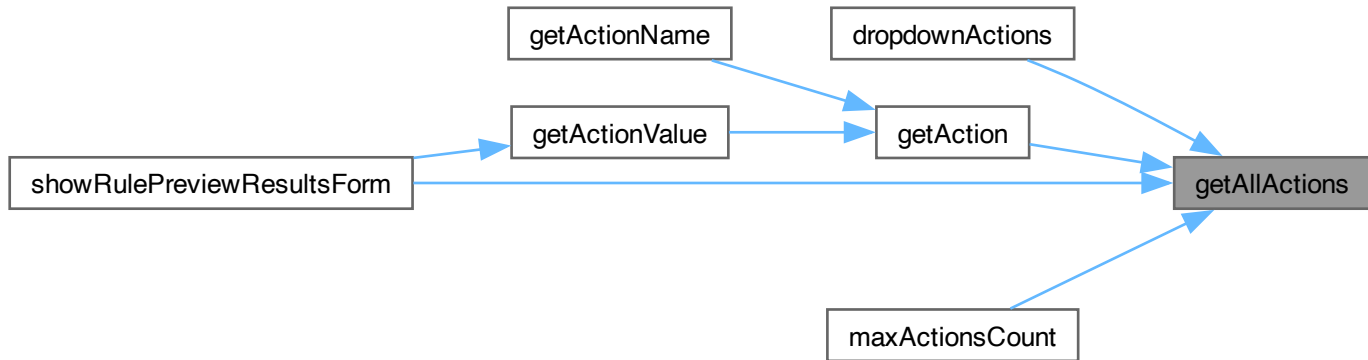 getActionName
dropdownActions
getActionValue
getAction
showRulePreviewResultsForm
getAllActions
maxActionsCount